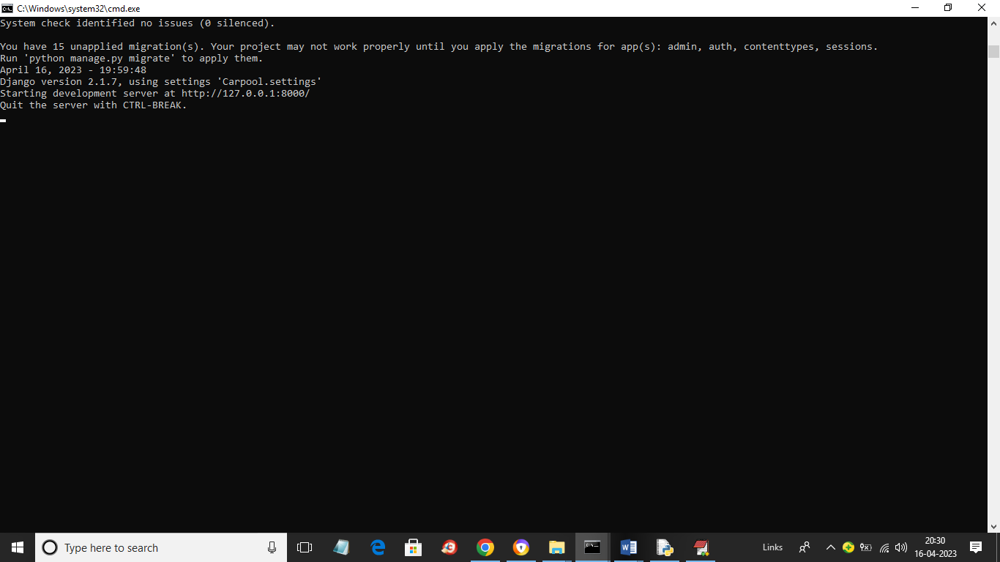 C:\Windows\system32\cmd.exe
System check identified no issues (0 silenced).
You have 15 unapplied migration(s). Your project may not work properly until you apply the migrations for app(s): admin, auth, contenttypes, sessions.
Run 'python manage.py migrate' to apply them.
April 16, 2023 - 19:59:48
Django version 2.1.7, using settings 'Carpool.settings'
Starting development server at http://127.0.0.1:8000/
Quit the server with CTRL-BREAK.
Type here to search
Links
20:30
16-04-2023